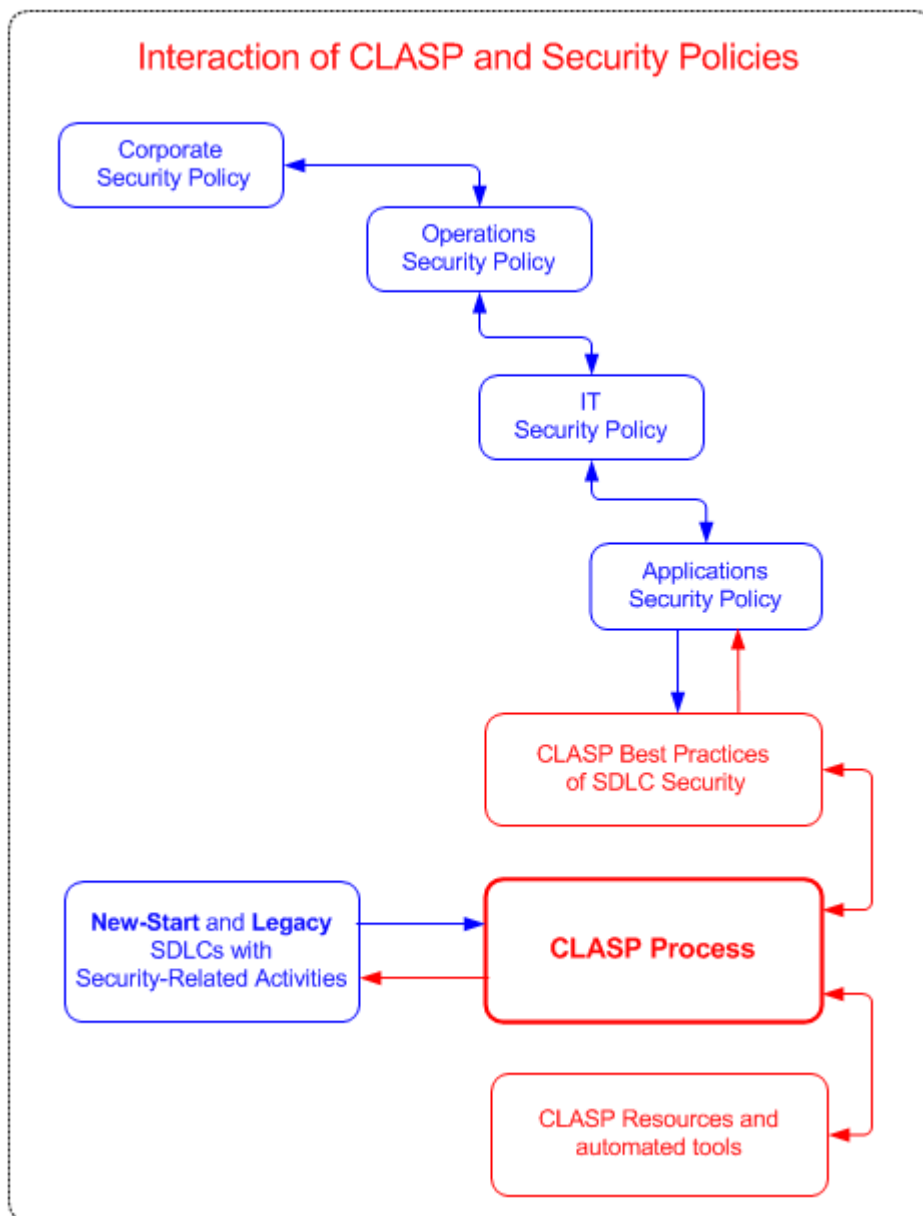 Interaction of CLASP and Security Policies
Corporate
Security Policy
Operations
Security Policy
IT
Security Policy
Applications
Security Policy
CLASP Best Practices
of SDLC Security
New-Start and Legacy
SDLCs with
Security-Related Activities
CLASP Process
CLASP Resources and
automated tools